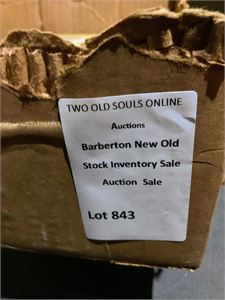 TWO OLD SOULS ONLINE
Auctions
Barberton New Old
Stock Inventory Sale
Auction Sale
Lot 843